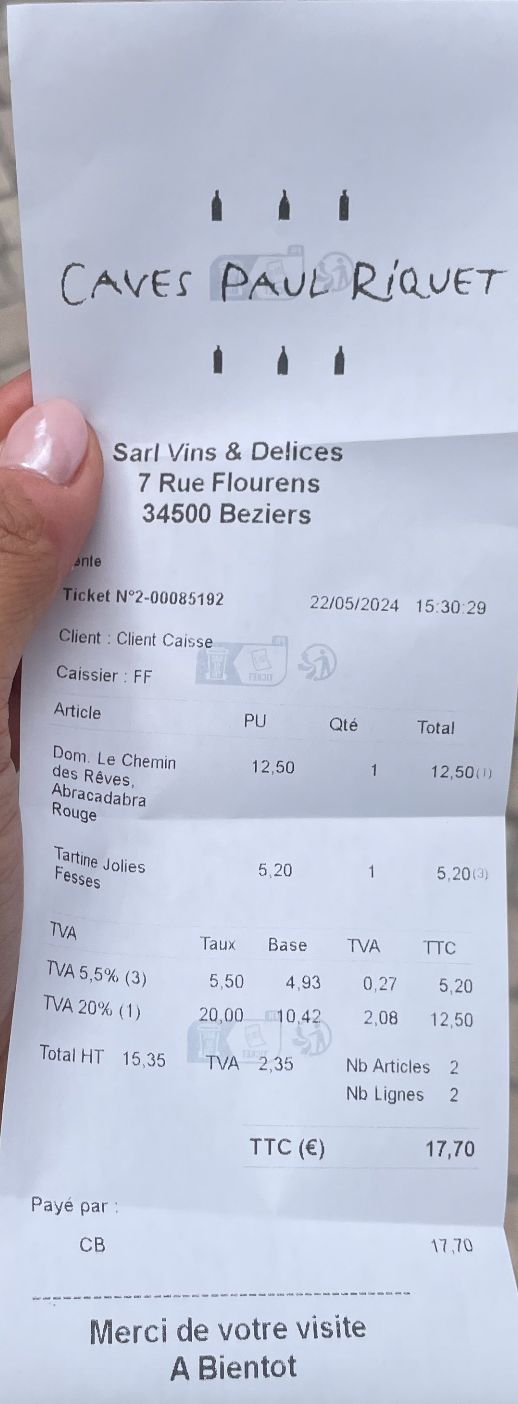 CAVES PAUL RiQUET
Sarl Vins & Delices
7 Rue Flourens
34500 Beziers
Ticket N°2-00085192 22/05/2024 15:30:29
Client : Client Caisse
Caissier : FF
Article PU Qté Total
Dom. Le Chemin 12,50 1 12,50(1)
des Rêves,
Abracadabra
Rouge
Tartine Jolies 5,20 1 5,20(3)
Fesses
TVA Taux Base TVA TTC
TVA 5,5% (3) 5,50 4,93 0,27 5,20
TVA 20% (1) 20,00 10,42 2,08 12,50
Total HT 15,35 TVA 2,35 Nb Articles 2
Nb Lignes 2
TTC (€) 17,70
Payé par :
CB 17,70
Merci de votre visite
A Bientot